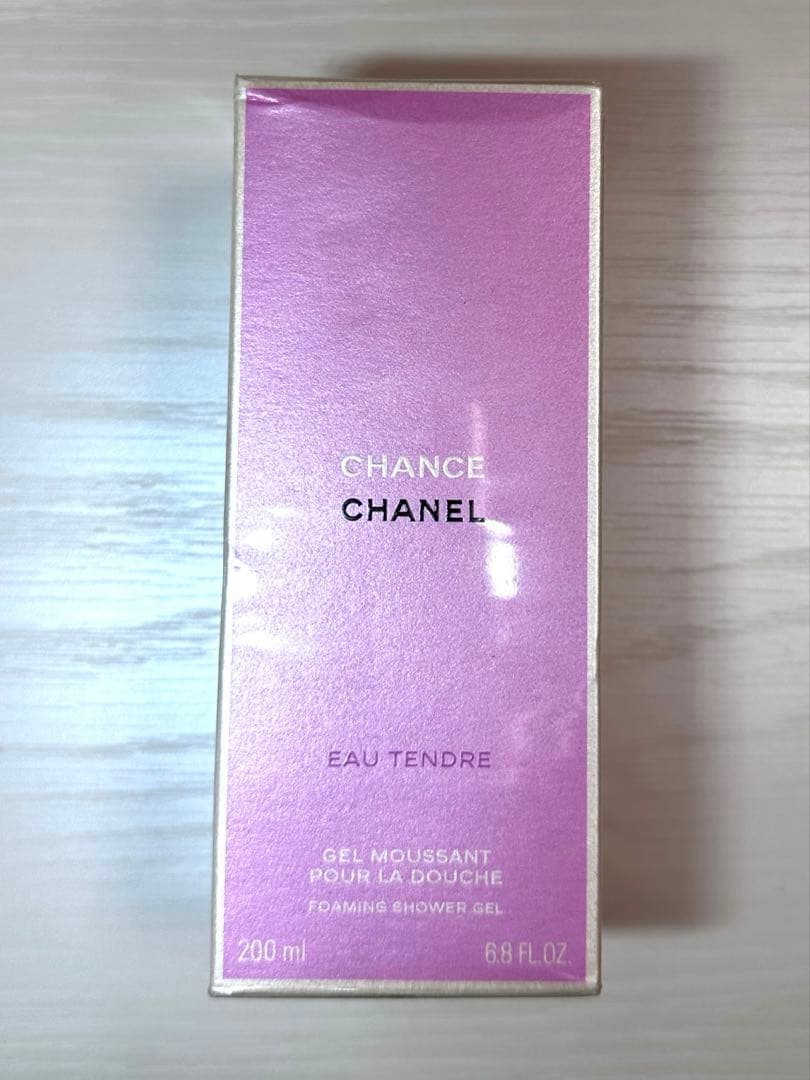 CHANCE
CHANEL
EAU TENDRE
GEL MOUSSANT
POUR LA DOUCHE
FOAMING SHOWER GEL
200 ml 6.8 FL.OZ.